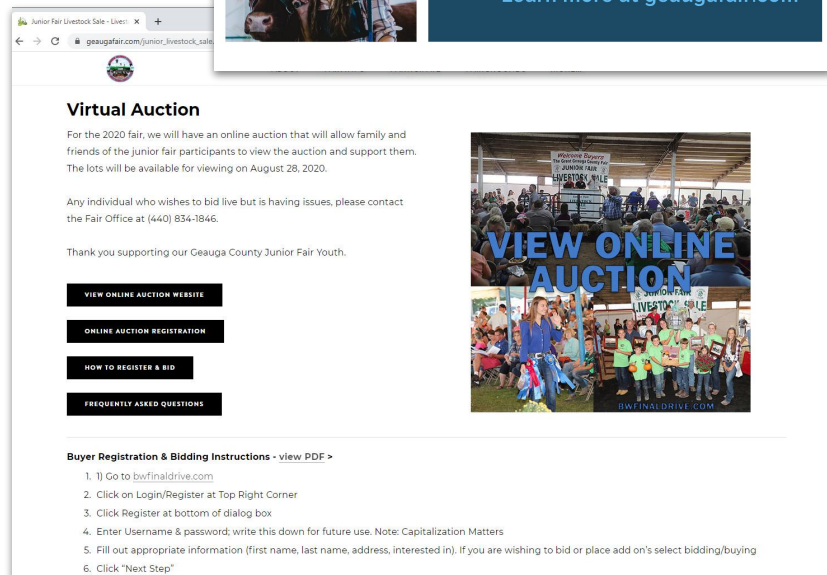 Learn more at geaugafair.com
Junior Fair Livestock Sale - Livest
geaugafair.com/junior_livestock_sale
Virtual Auction
For the 2020 fair, we will have an online auction that will allow family and
friends of the junior fair participants to view the auction and support them.
The lots will be available for viewing on August 28, 2020.
Any individual who wishes to bid live but is having issues, please contact
the Fair Office at (440) 834-1846.
Thank you supporting our Geauga County Junior Fair Youth.
VIEW ONLINE AUCTION WEBSITE
ONLINE AUCTION REGISTRATION
HOW TO REGISTER & BID
FREQUENTLY ASKED QUESTIONS
Welcome Buyers
The Great Geauga County Fair
JUNIOR FAIR
LIVESTOCK SALE
VIEW ONLINE
AUCTION
JUNIOR FAIR
LIVESTOCK SALE
BWFINALDRIVE.COM
Buyer Registration & Bidding Instructions - view PDF >
1. 1) Go to bwfinaldrive.com
2. Click on Login/Register at Top Right Corner
3. Click Register at bottom of dialog box
4. Enter Username & password; write this down for future use. Note: Capitalization Matters
5. Fill out appropriate information (first name, last name, address, interested in). If you are wishing to bid or place add on's select bidding/buying
6. Click “Next Step”